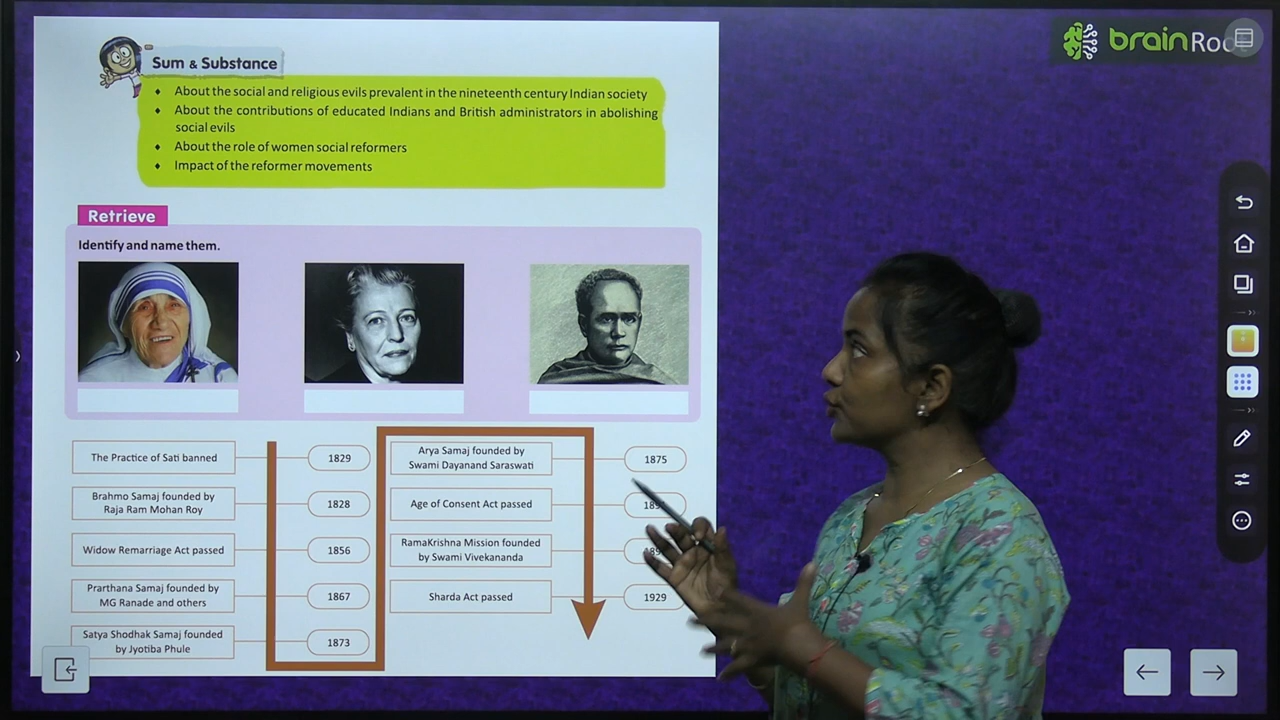 brainRoo
Sum & Substance
♦ About the social and religious evils prevalent in the nineteenth century Indian society
♦ About the contributions of educated Indians and British administrators in abolishing
social evils
♦ About the role of women social reformers
♦ Impact of the reformer movements
Retrieve
Identify and name them.
The Practice of Sati banned
1829
Brahmo Samaj founded by
Raja Ram Mohan Roy
1828
Widow Remarriage Act passed
1856
Prarthana Samaj founded by
MG Ranade and others
1867
Satya Shodhak Samaj founded
by Jyotiba Phule
1873
Arya Samaj founded by
Swami Dayanand Saraswati
1875
Age of Consent Act passed
RamaKrishna Mission founded
by Swami Vivekananda
Sharda Act passed
1929